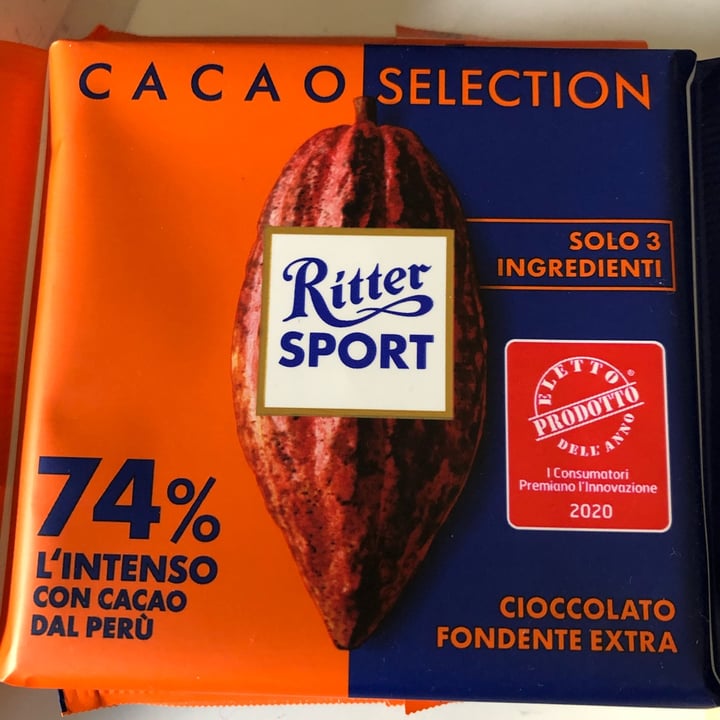 CACAO SELECTION
SOLO 3
INGREDIENTI
Ritter
SPORT
ELETTO
PRODOTTO
DELL'ANNO
®
I Consumatori
Premiano l'Innovazione
2020
74%
L'INTENSO
CON CACAO
DAL PERÙ
CIOCCOLATO
FONDENTE EXTRA